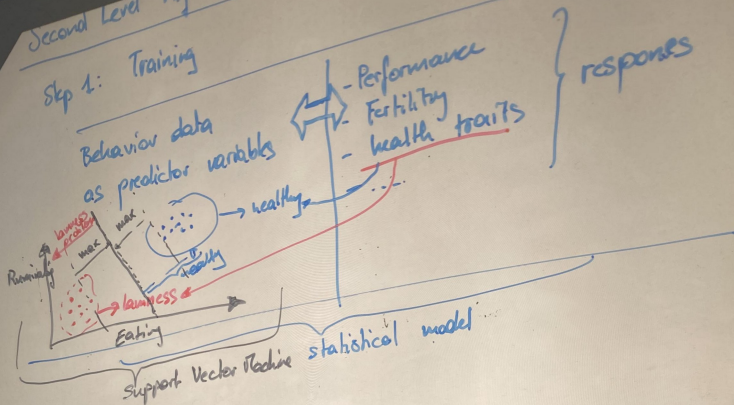 Second Level
Step 1: Training
Behavior data
as predictor variables
- Performance
- Fertility
- health traits
responses
healthy
lameness
problem
max
max
healthy
Ruminating
lameness
Eating
Support Vector Machine
statistical model